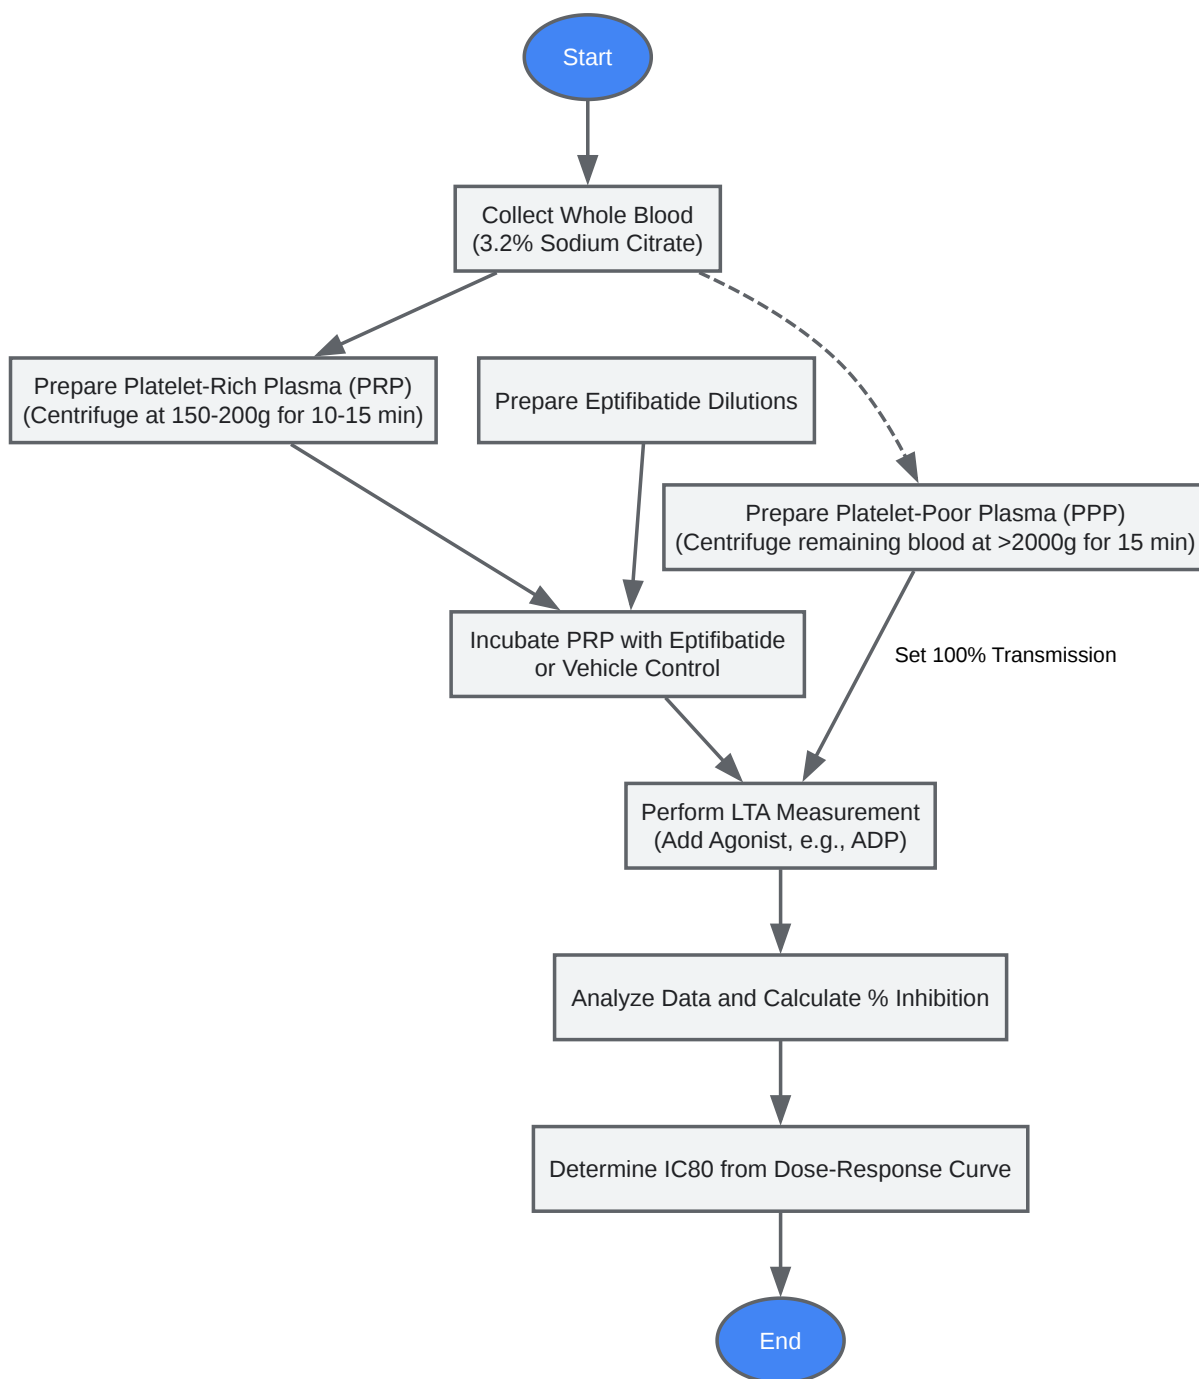 Start
Collect Whole Blood
(3.2% Sodium Citrate)
Prepare Platelet-Rich Plasma (PRP)
(Centrifuge at 150-200g for 10-15 min)
Prepare Eptifibatide Dilutions
Prepare Platelet-Poor Plasma (PPP)
(Centrifuge remaining blood at >2000g for 15 min)
Incubate PRP with Eptifibatide
or Vehicle Control
Set 100% Transmission
Perform LTA Measurement
(Add Agonist, e.g., ADP)
Analyze Data and Calculate % Inhibition
Determine IC80 from Dose-Response Curve
End